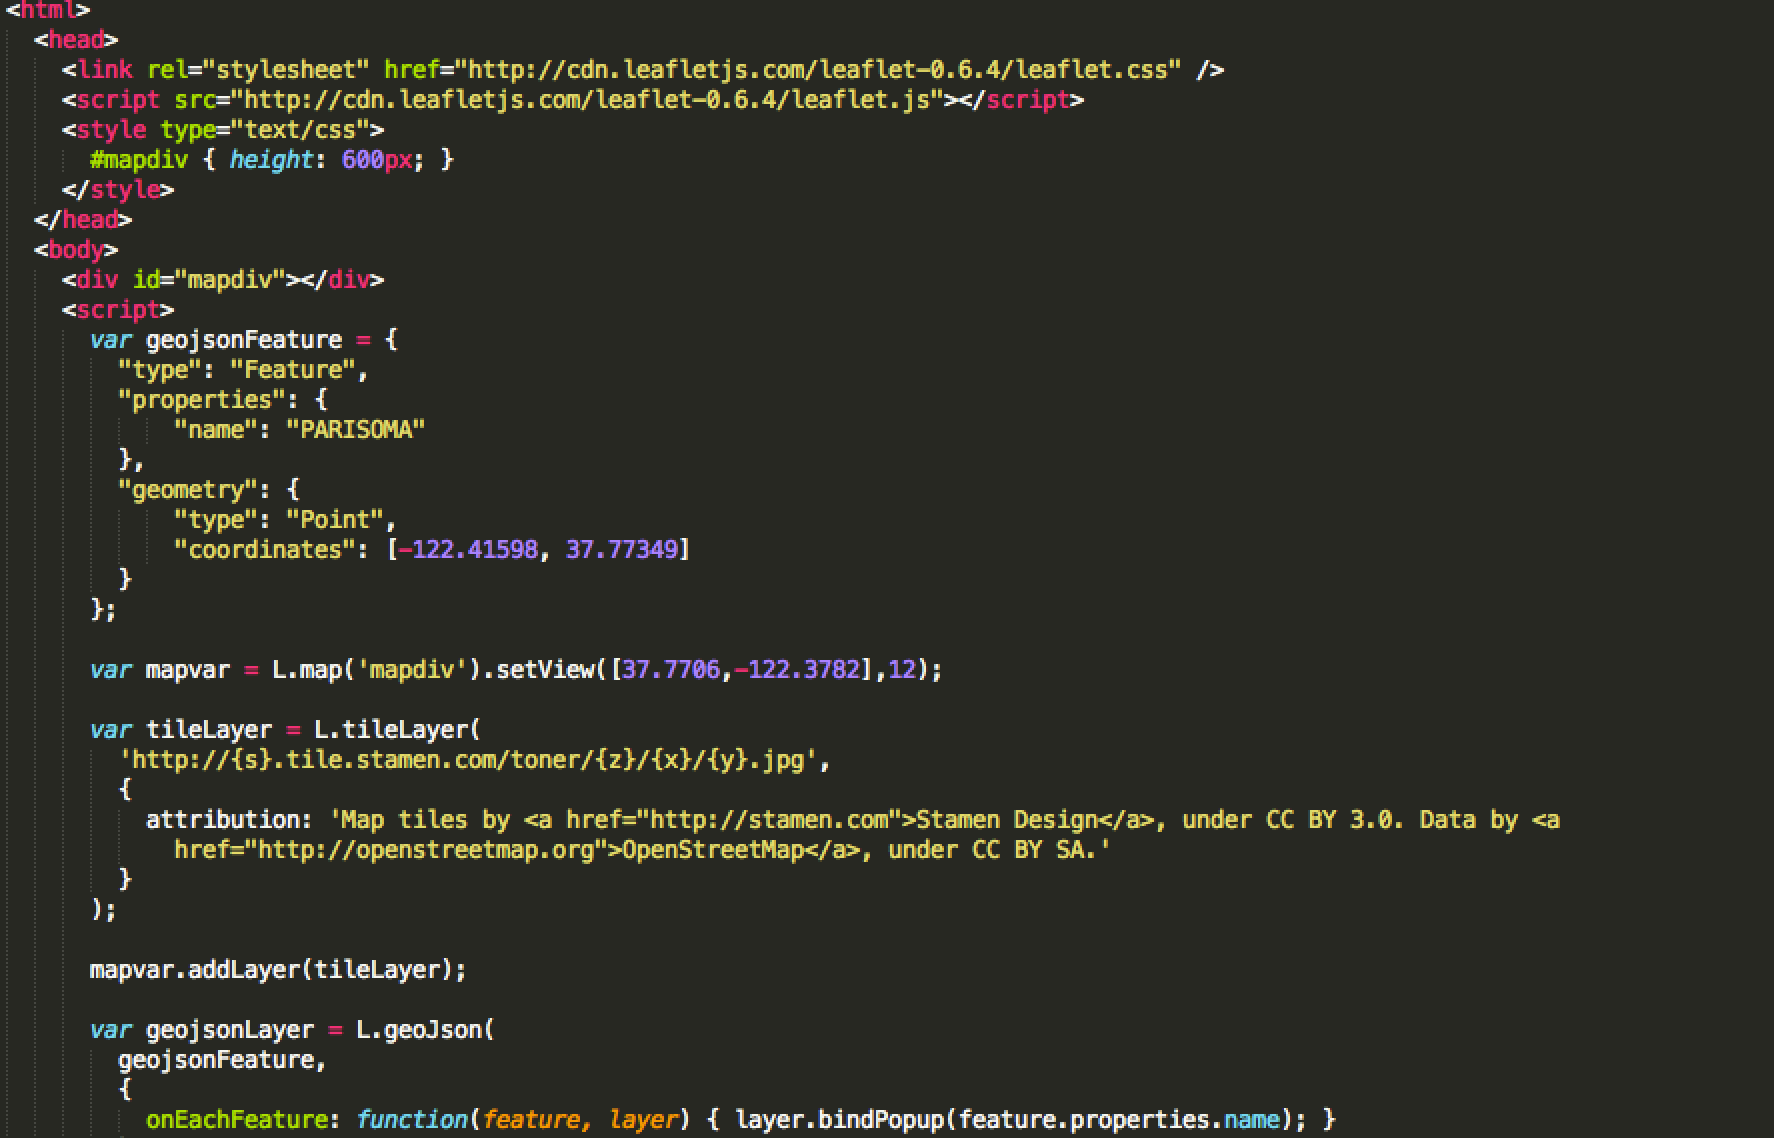 <html>
<head>
<link rel="stylesheet" href="http://cdn.leafletjs.com/leaflet-0.6.4/leaflet.css" />
<script src="http://cdn.leafletjs.com/leaflet-0.6.4/leaflet.js"></script>
<style type="text/css">
#mapdiv { height: 600px; }
</style>
</head>
<body>
<div id="mapdiv"></div>
<script>
var geojsonFeature = {
"type": "Feature",
"properties": {
"name": "PARISOMA"
},
"geometry": {
"type": "Point",
"coordinates": [-122.41598, 37.77349]
}
};
var mapvar = L.map('mapdiv').setView([37.7706,-122.3782],12);
var tileLayer = L.tileLayer(
'http://{s}.tile.stamen.com/toner/{z}/{x}/{y}.jpg',
{
attribution: 'Map tiles by <a href="http://stamen.com">Stamen Design</a>, under CC BY 3.0. Data by <a
href="http://openstreetmap.org">OpenStreetMap</a>, under CC BY SA.'
}
);
mapvar.addLayer(tileLayer);
var geojsonLayer = L.geoJson(
geojsonFeature,
{
onEachFeature: function(feature, layer) { layer.bindPopup(feature.properties.name); }